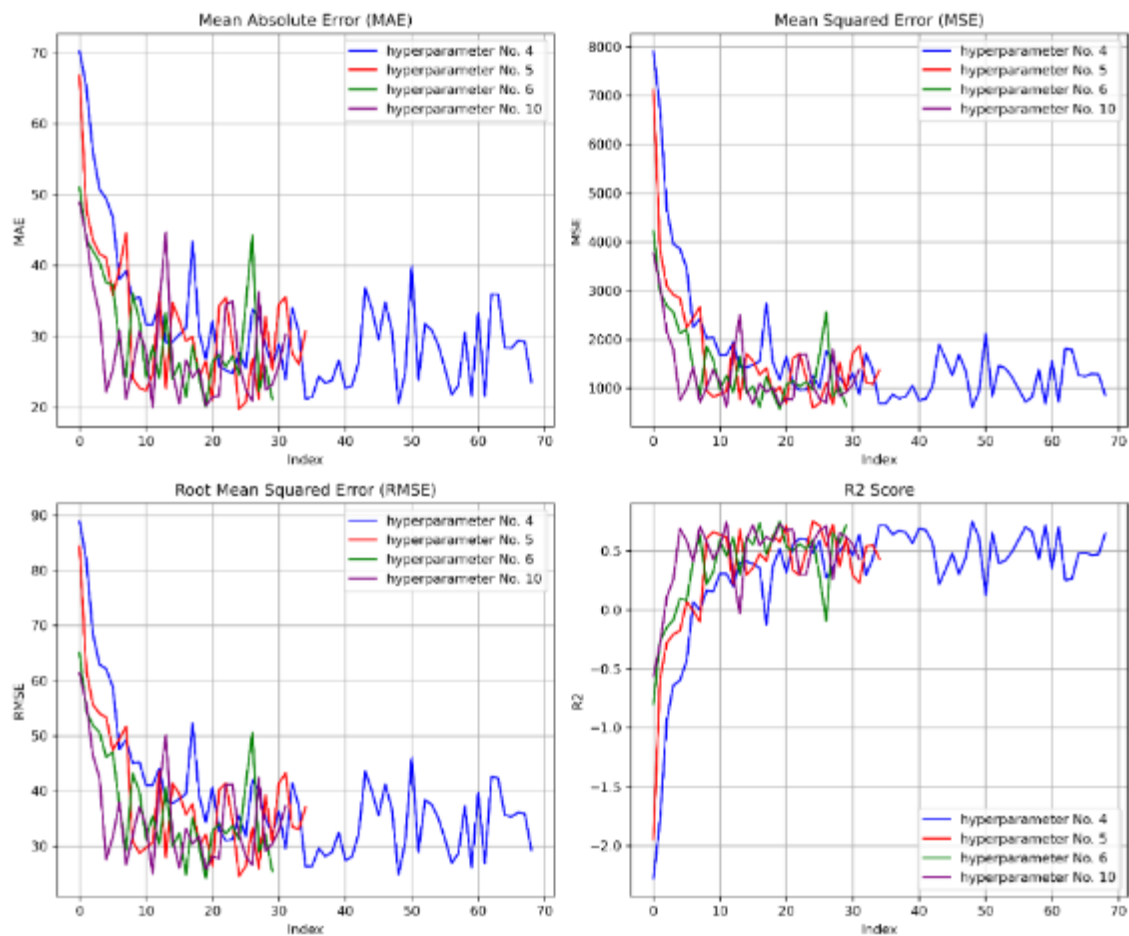 Mean Absolute Error (MAE)
70
60
50
40
30
20
MAE
0 10 20 30 40 50 60 70
Index
hyperparameter No. 4
hyperparameter No. 5
hyperparameter No. 6
hyperparameter No. 10
Mean Squared Error (MSE)
8000
7000
6000
5000
4000
3000
2000
1000
MSE
0 10 20 30 40 50 60 70
Index
hyperparameter No. 4
hyperparameter No. 5
hyperparameter No. 6
hyperparameter No. 10
Root Mean Squared Error (RMSE)
90
80
70
60
50
40
30
RMSE
0 10 20 30 40 50 60 70
Index
hyperparameter No. 4
hyperparameter No. 5
hyperparameter No. 6
hyperparameter No. 10
R2 Score
0.5
0.0
−0.5
−1.0
−1.5
−2.0
R2
0 10 20 30 40 50 60 70
Index
hyperparameter No. 4
hyperparameter No. 5
hyperparameter No. 6
hyperparameter No. 10